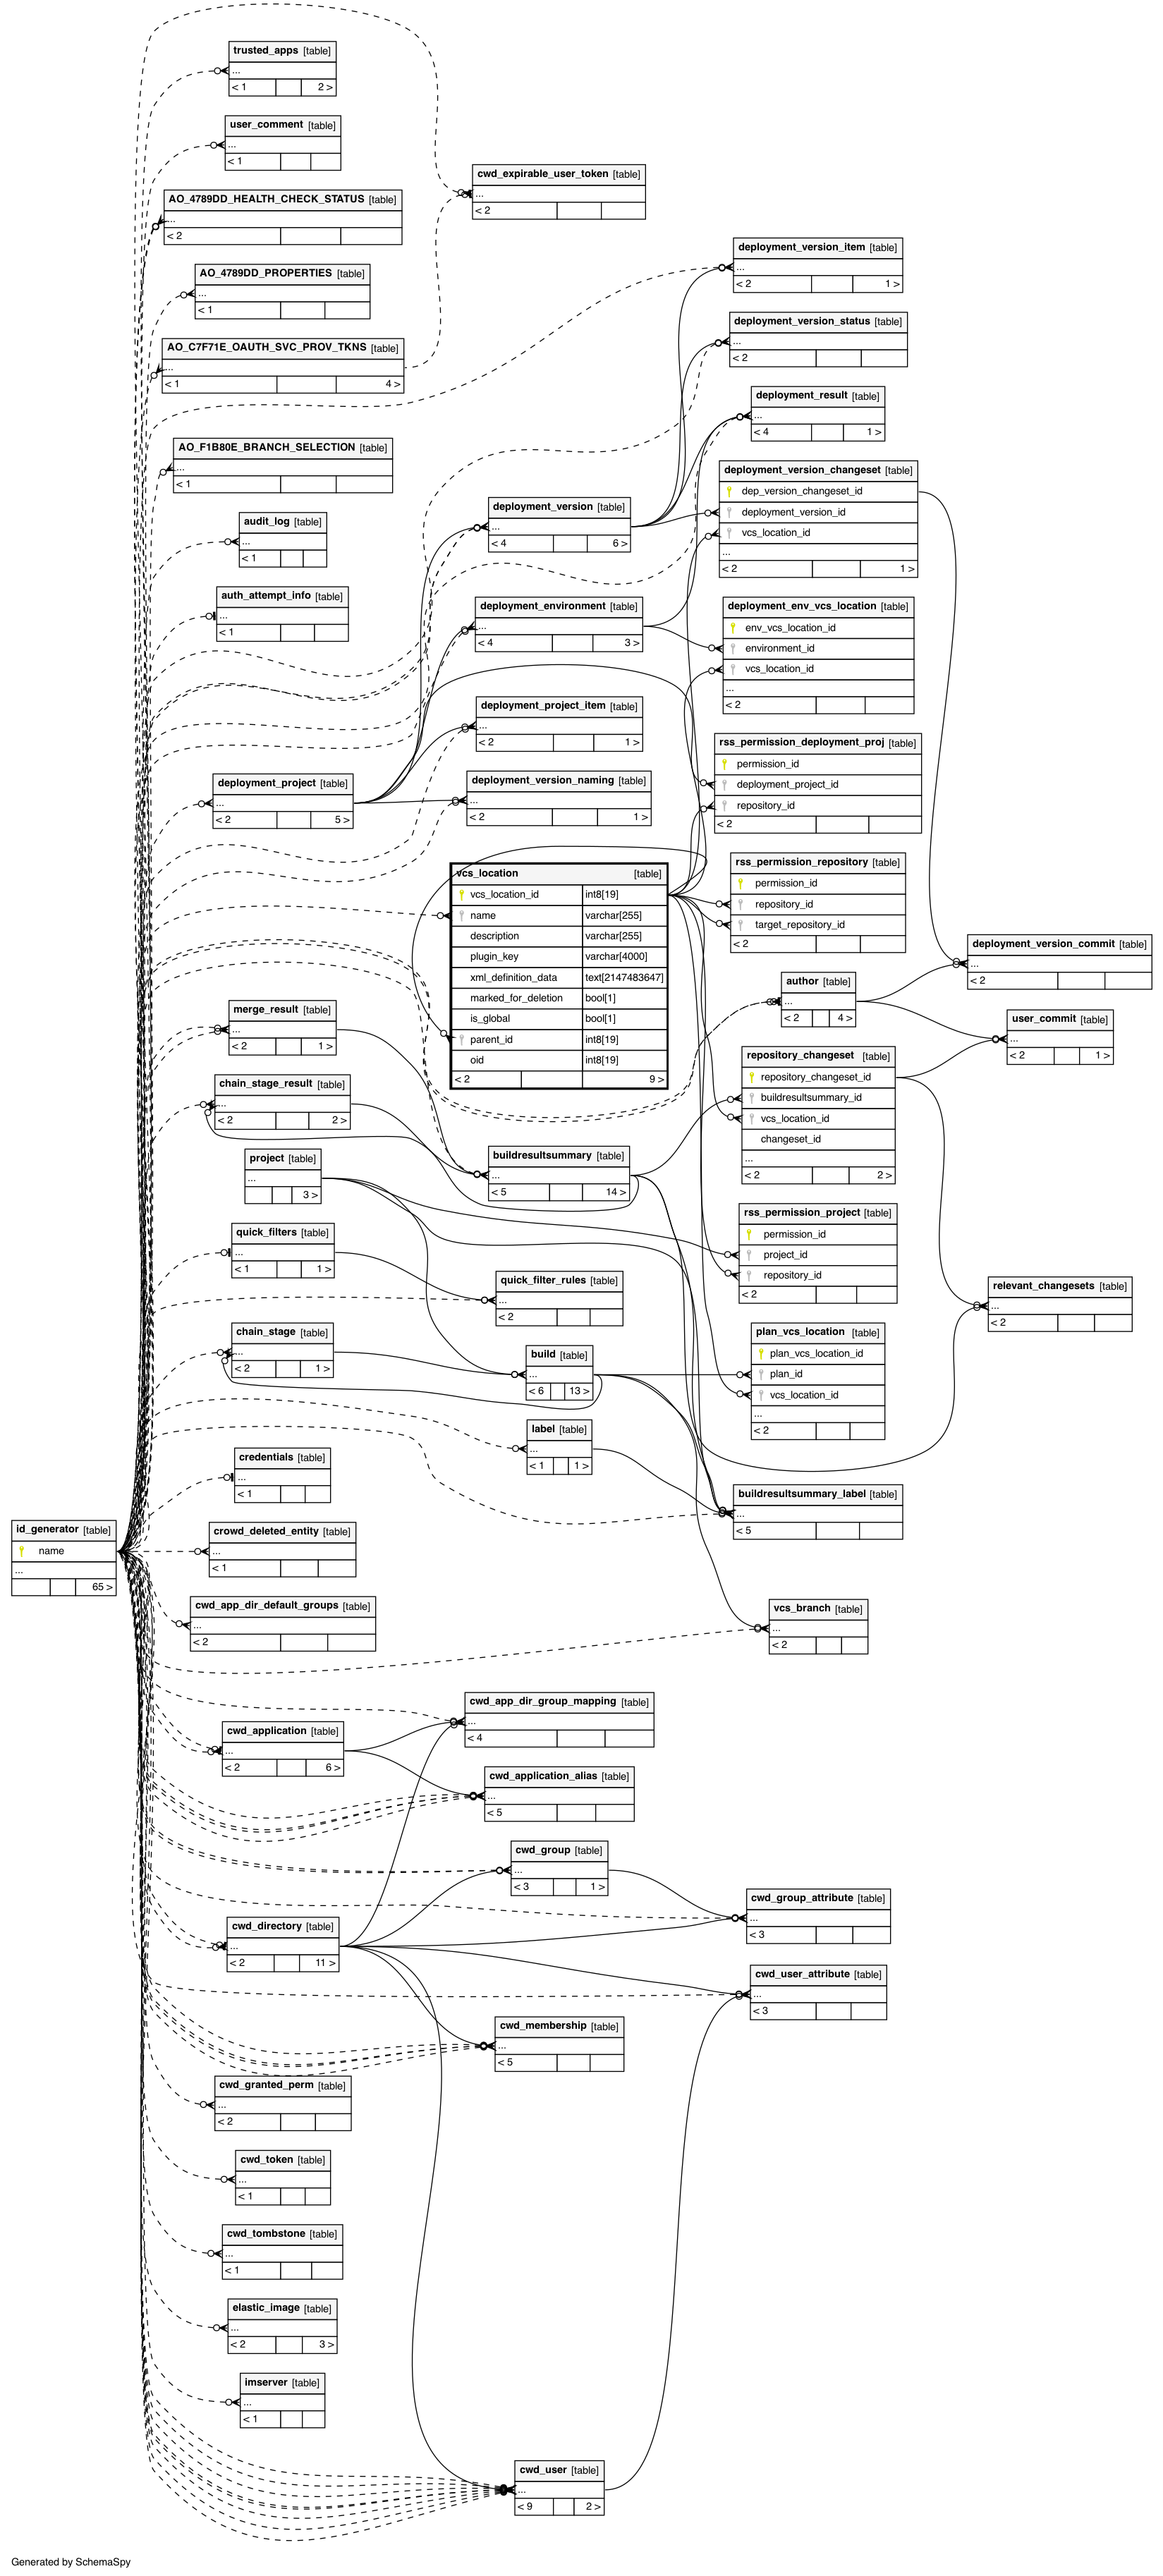 trusted_apps [table]
...
< 1 2 >
user_comment [table]
...
< 1
AO_4789DD_HEALTH_CHECK_STATUS [table]
...
< 2
AO_4789DD_PROPERTIES [table]
...
< 1
AO_C7F71E_OAUTH_SVC_PROV_TKNS [table]
...
< 1 4 >
AO_F1B80E_BRANCH_SELECTION [table]
...
< 1
audit_log [table]
...
< 1
auth_attempt_info [table]
...
< 1
deployment_project [table]
...
< 2 5 >
merge_result [table]
...
< 2 1 >
chain_stage_result [table]
...
< 2 2 >
project [table]
...
3 >
quick_filters [table]
...
< 1 1 >
chain_stage [table]
...
< 2 1 >
credentials [table]
...
< 1
id_generator [table]
name
...
65 >
crowd_deleted_entity [table]
...
< 1
cwd_app_dir_default_groups [table]
...
< 2
cwd_application [table]
...
< 2 6 >
cwd_directory [table]
...
< 2 11 >
cwd_granted_perm [table]
...
< 2
cwd_token [table]
...
< 1
cwd_tombstone [table]
...
< 1
elastic_image [table]
...
< 2 3 >
imserver [table]
...
< 1
cwd_expirable_user_token [table]
...
< 2
deployment_version [table]
...
< 4 6 >
deployment_environment [table]
...
< 4 3 >
deployment_project_item [table]
...
< 2 1 >
deployment_version_naming [table]
...
< 2 1 >
vcs_location [table]
vcs_location_id int8[19]
name varchar[255]
description varchar[255]
plugin_key varchar[4000]
xml_definition_data text[2147483647]
marked_for_deletion bool[1]
is_global bool[1]
parent_id int8[19]
oid int8[19]
< 2 9 >
buildresultsummary [table]
...
< 5 14 >
quick_filter_rules [table]
...
< 2
build [table]
...
< 6 13 >
label [table]
...
< 1 1 >
cwd_app_dir_group_mapping [table]
...
< 4
cwd_application_alias [table]
...
< 5
cwd_group [table]
...
< 3 1 >
cwd_membership [table]
...
< 5
cwd_user [table]
...
< 9 2 >
deployment_version_item [table]
...
< 2 1 >
deployment_version_status [table]
...
< 2
deployment_result [table]
...
< 4 1 >
deployment_version_changeset [table]
dep_version_changeset_id
deployment_version_id
vcs_location_id
...
< 2 1 >
deployment_env_vcs_location [table]
env_vcs_location_id
environment_id
vcs_location_id
...
< 2
rss_permission_deployment_proj [table]
permission_id
deployment_project_id
repository_id
< 2
rss_permission_repository [table]
permission_id
repository_id
target_repository_id
< 2
author [table]
...
< 2 4 >
repository_changeset [table]
repository_changeset_id
buildresultsummary_id
vcs_location_id
changeset_id
...
< 2 2 >
rss_permission_project [table]
permission_id
project_id
repository_id
< 2
plan_vcs_location [table]
plan_vcs_location_id
plan_id
vcs_location_id
...
< 2
buildresultsummary_label [table]
...
< 5
vcs_branch [table]
...
< 2
cwd_group_attribute [table]
...
< 3
cwd_user_attribute [table]
...
< 3
deployment_version_commit [table]
...
< 2
user_commit [table]
...
< 2 1 >
relevant_changesets [table]
...
< 2
Generated by SchemaSpy